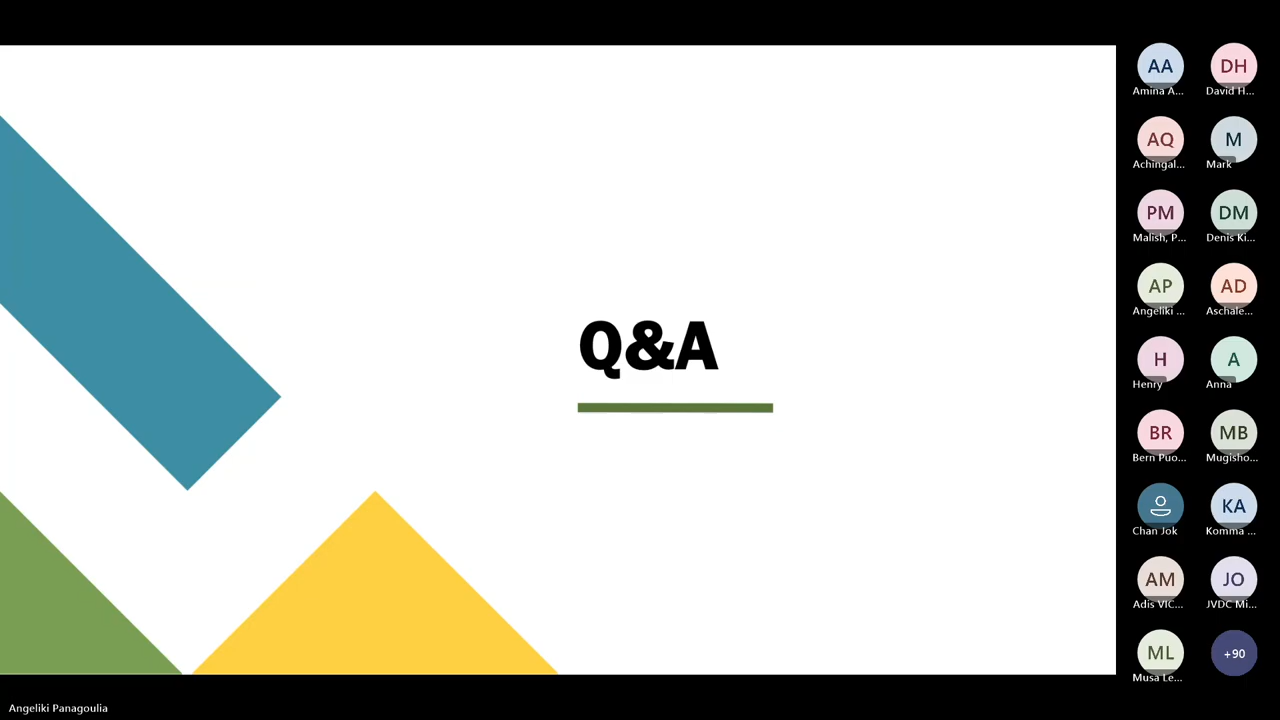 Q&A
AA
Amina A...
DH
David H...
AQ
Achingal...
M
Mark
PM
Malish, P...
DM
Denis Ki...
AP
Angeliki ...
AD
Aschale...
H
Henry
A
Anna
BR
Bern Puo...
MB
Mugisho...
Chan Jok
KA
Komma ...
AM
Adis VIC...
JO
JVDC Mi...
ML
Musa Le...
+90
Angeliki Panagoulia